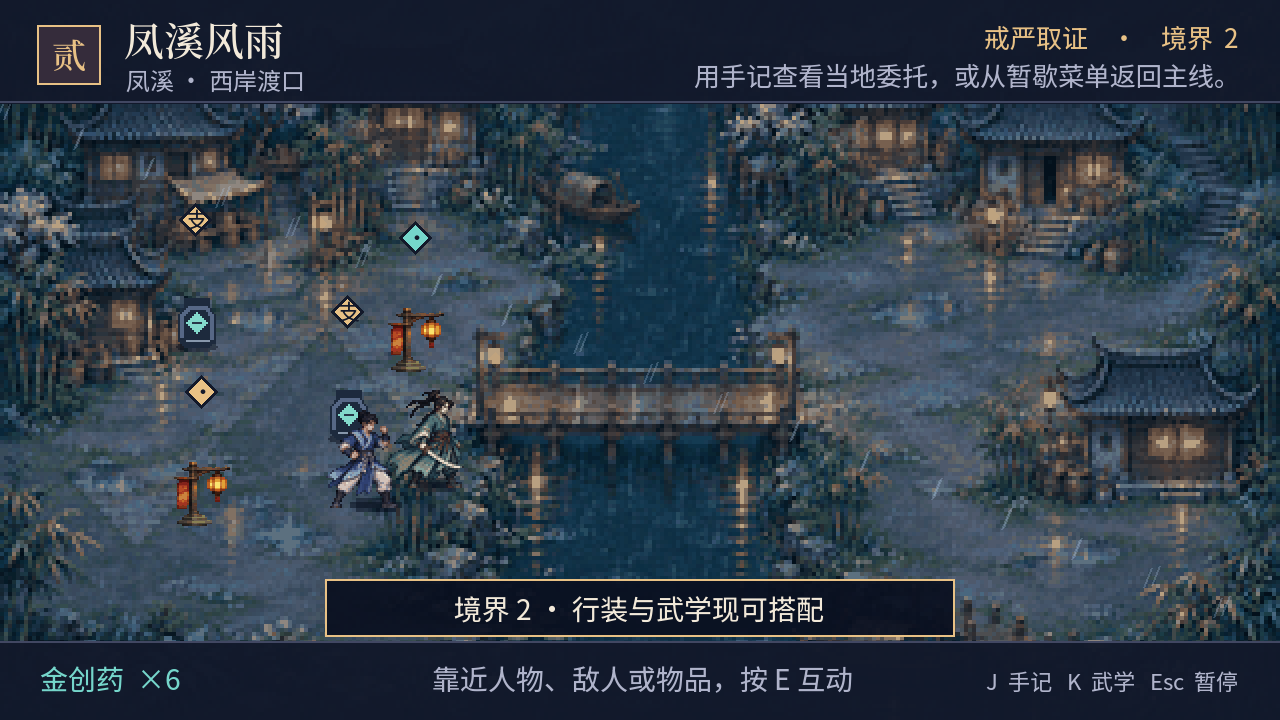 贰
凤溪风雨
凤溪 · 西岸渡口
戒严取证 · 境界 2
用手记查看当地委托，或从暂歇菜单返回主线。
境界 2 · 行装与武学现可搭配
金创药 ×6
靠近人物、敌人或物品，按 E 互动
J 手记 K 武学 Esc 暂停